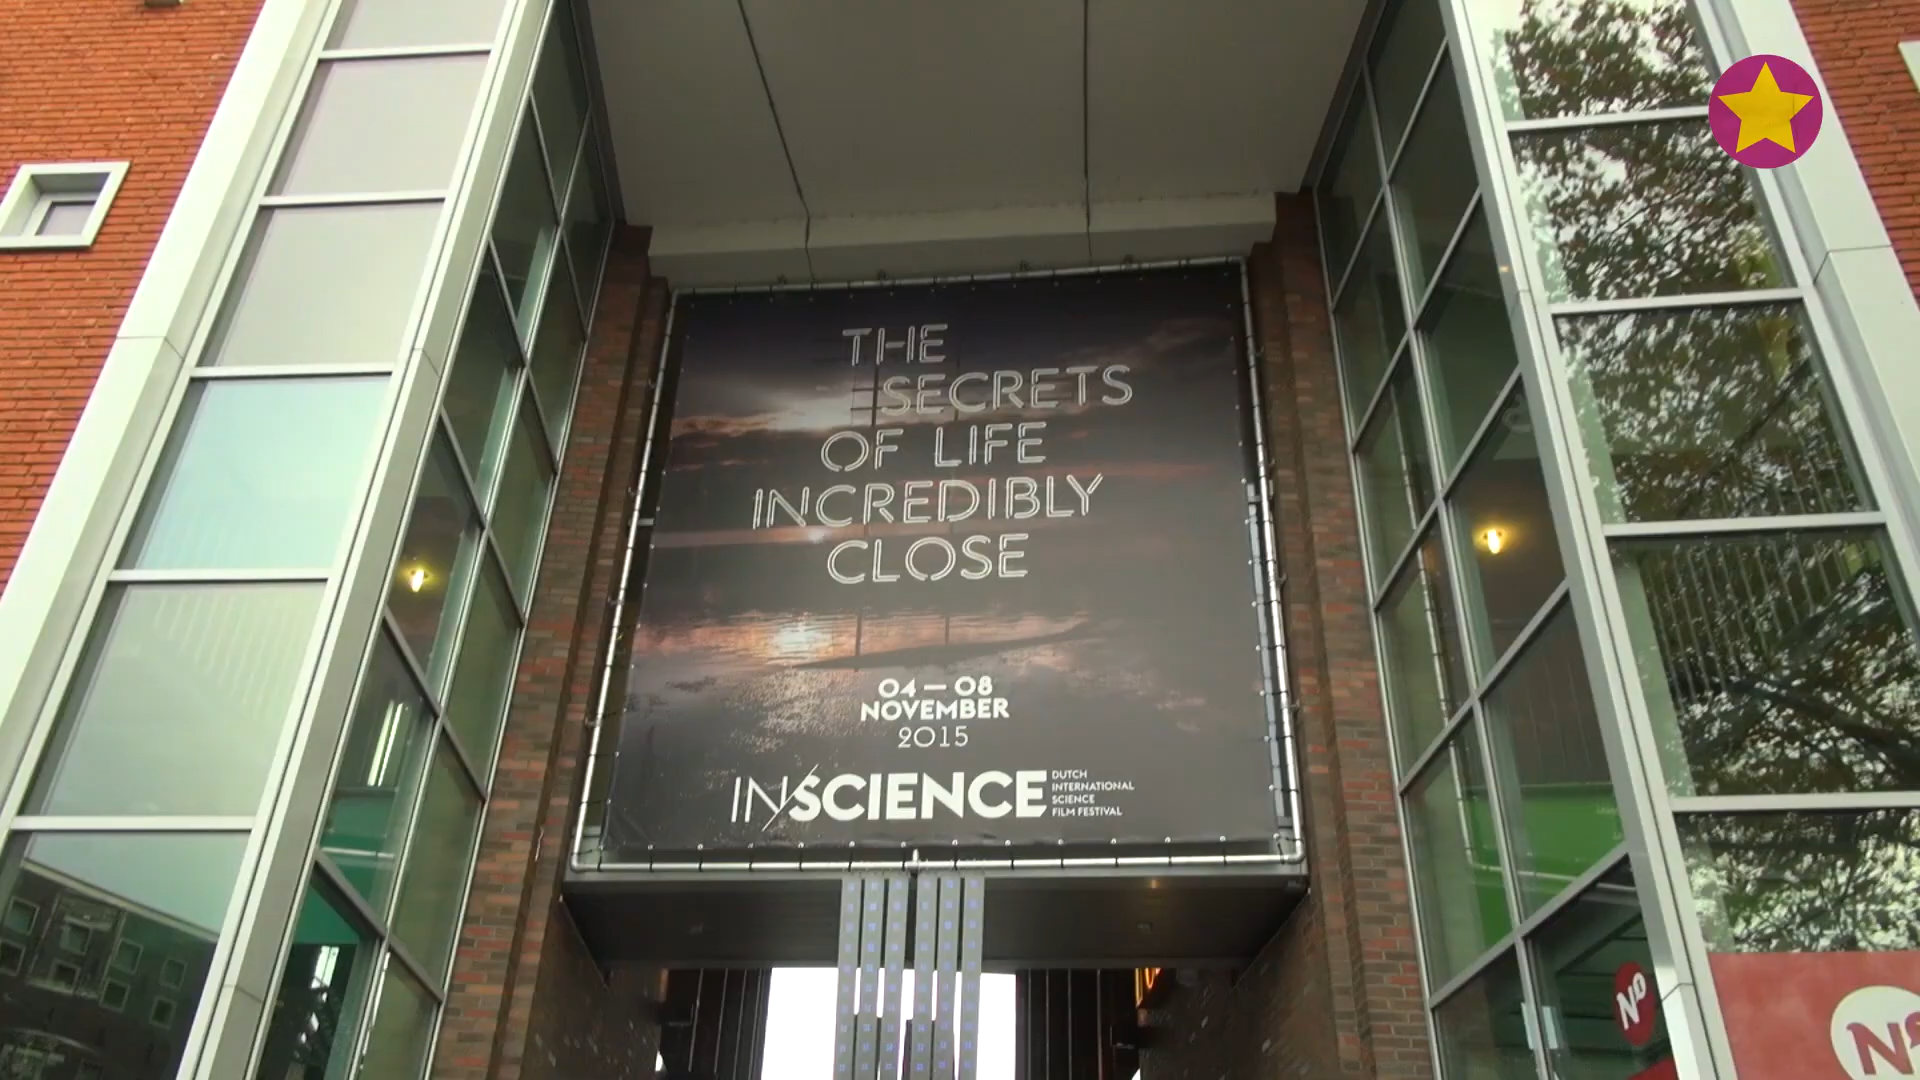 THE
SECRETS
OF LIFE
INCREDIBLY
CLOSE
04 — 08
NOVEMBER
2015
IN/SCIENCE
DUTCH
INTERNATIONAL
SCIENCE
FILM FESTIVAL